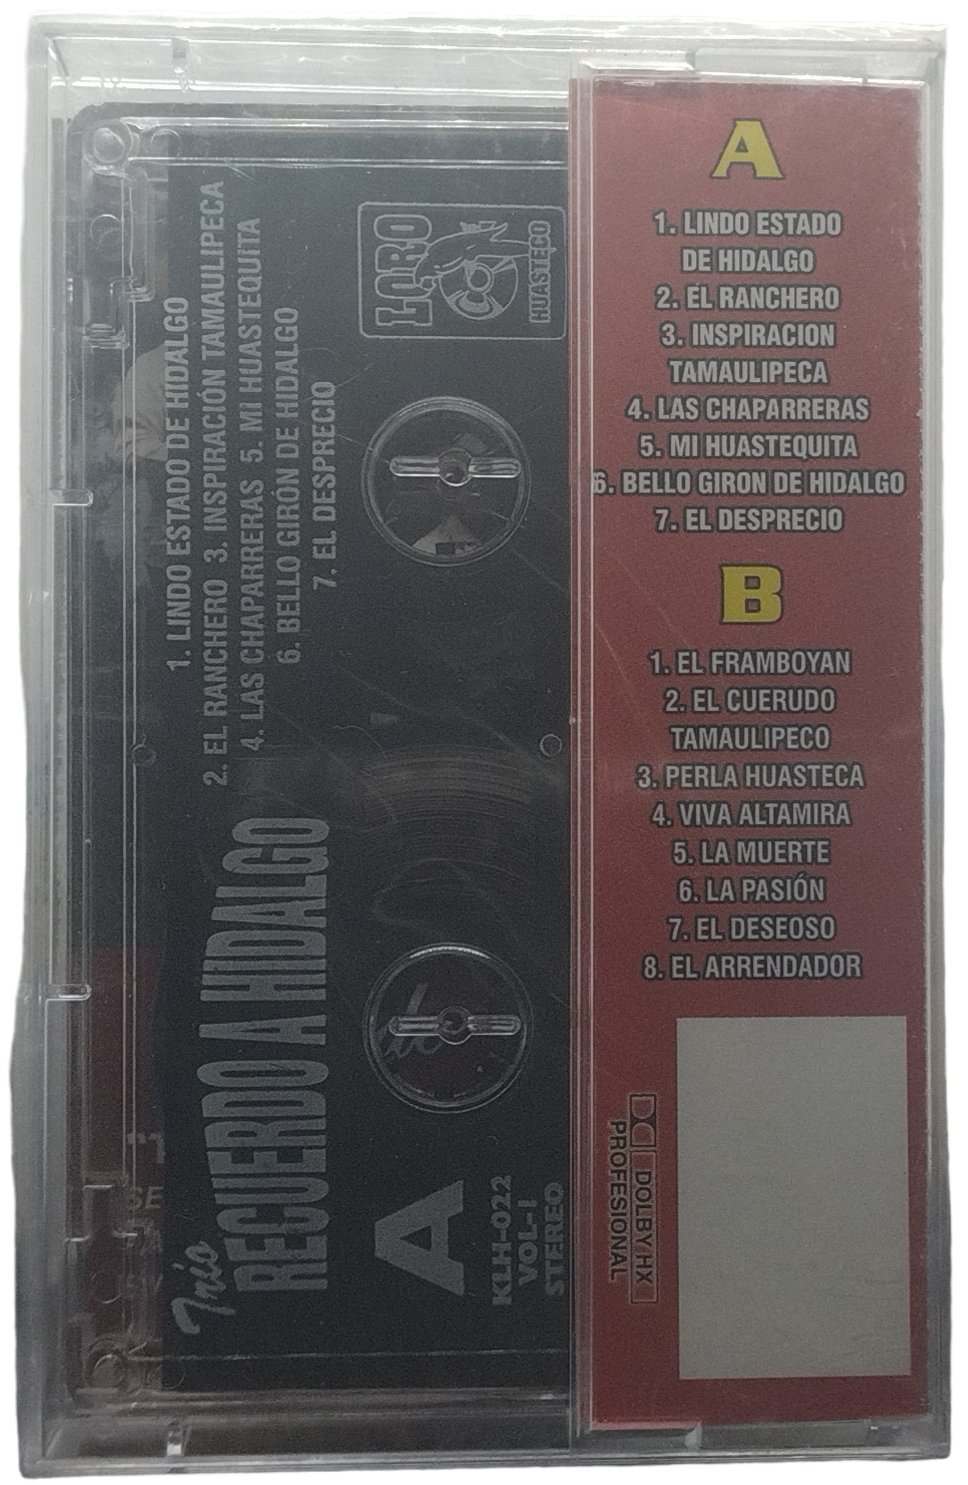 A
1. LINDO ESTADO
DE HIDALGO
2. EL RANCHERO
3. INSPIRACION
TAMAULIPECA
4. LAS CHAPARRERAS
5. MI HUASTEQUITA
6. BELLO GIRON DE HIDALGO
7. EL DESPRECIO
B
1. EL FRAMBOYAN
2. EL CUERUDO
TAMAULIPECO
3. PERLA HUASTECA
4. VIVA ALTAMIRA
5. LA MUERTE
6. LA PASIÓN
7. EL DESEOSO
8. EL ARRENDADOR
DOLBY HX
PROFESIONAL
Trio
RECUERDO A HIDALGO
1. LINDO ESTADO DE HIDALGO
2. EL RANCHERO 3. INSPIRACIÓN TAMAULIPECA
4. LAS CHAPARRERAS 5. MI HUASTEQUITA
6. BELLO GIRÓN DE HIDALGO
7. EL DESPRECIO
LORO
HUASTECO
A
KLH-022
VOL-I
STEREO